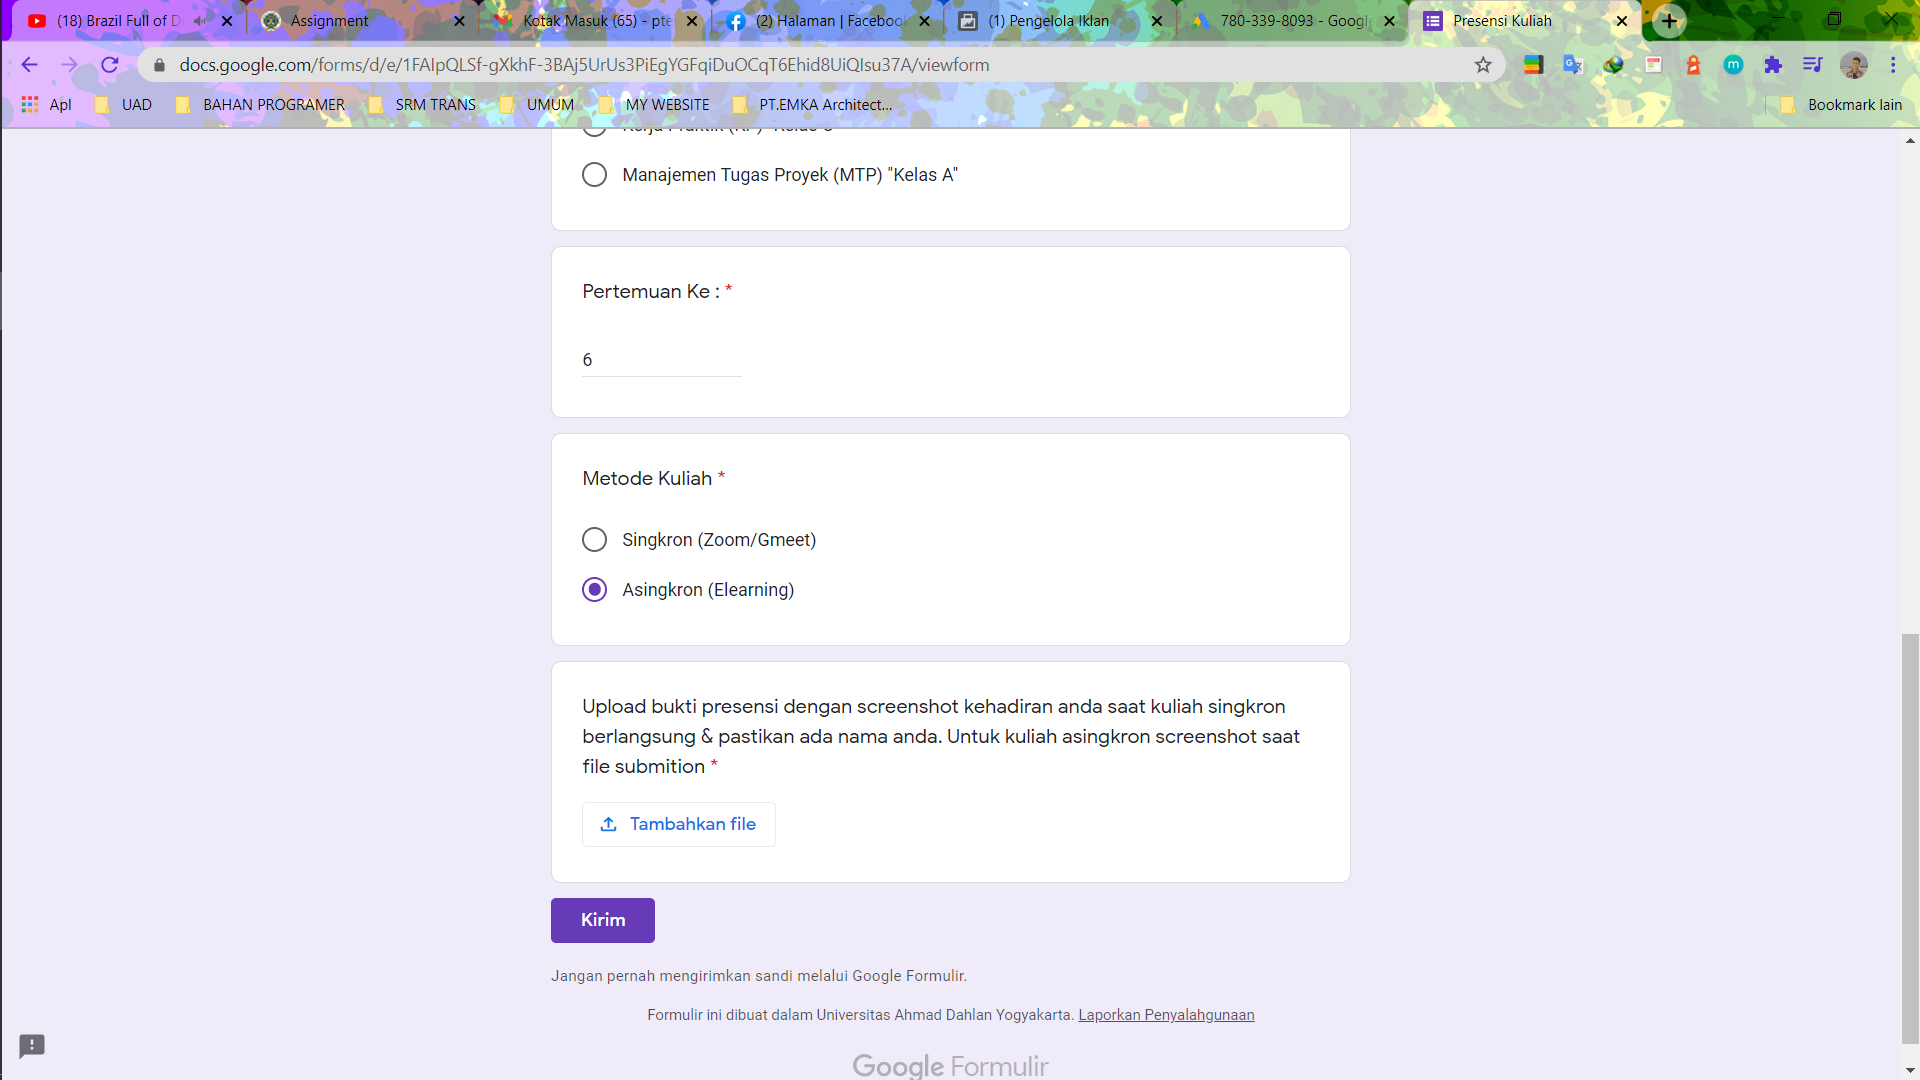 (18) Brazil Full of D
Assignment
Kotak Masuk (65) - pte
(2) Halaman | Facebook
(1) Pengelola Iklan
780-339-8093 - Google
Presensi Kuliah
docs.google.com/forms/d/e/1FAIpQLSf-gXkhF-3BAj5UrUs3PiEgYGFqiDuOCqT6Ehid8UiQIsu37A/viewform
Apl
UAD
BAHAN PROGRAMER
SRM TRANS
UMUM
MY WEBSITE
PT.EMKA Architect...
Bookmark lain
Manajemen Tugas Proyek (MTP) "Kelas A"
Pertemuan Ke : *
6
Metode Kuliah *
Singkron (Zoom/Gmeet)
Asingkron (Elearning)
Upload bukti presensi dengan screenshot kehadiran anda saat kuliah singkron
berlangsung & pastikan ada nama anda. Untuk kuliah asingkron screenshot saat
file submition *
Tambahkan file
Kirim
Jangan pernah mengirimkan sandi melalui Google Formulir.
Formulir ini dibuat dalam Universitas Ahmad Dahlan Yogyakarta. Laporkan Penyalahgunaan
Google Formulir